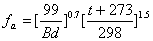 f_a = [99/Bd]^0.7 [t + 273/298]^1.5